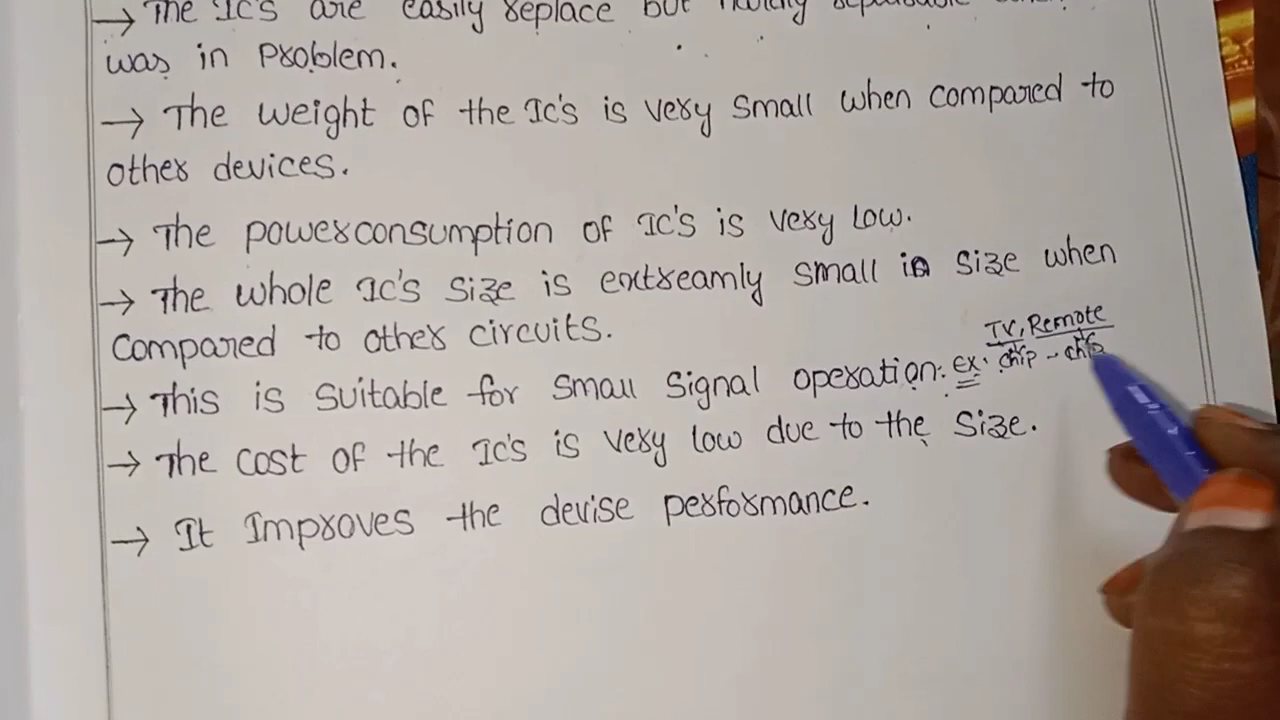 → The IC's are easily replace but
was in problem.
→ The weight of the IC's is very small when compared to
other devices.
→ The powerconsumption of IC's is very low.
→ The whole IC's size is extreamly small in size when
compared to other circuits.
TV, Remote
→ This is suitable for small signal operation. Ex. chip - chip
→ The cost of the IC's is very low due to the size.
→ It Improves the devise performance.